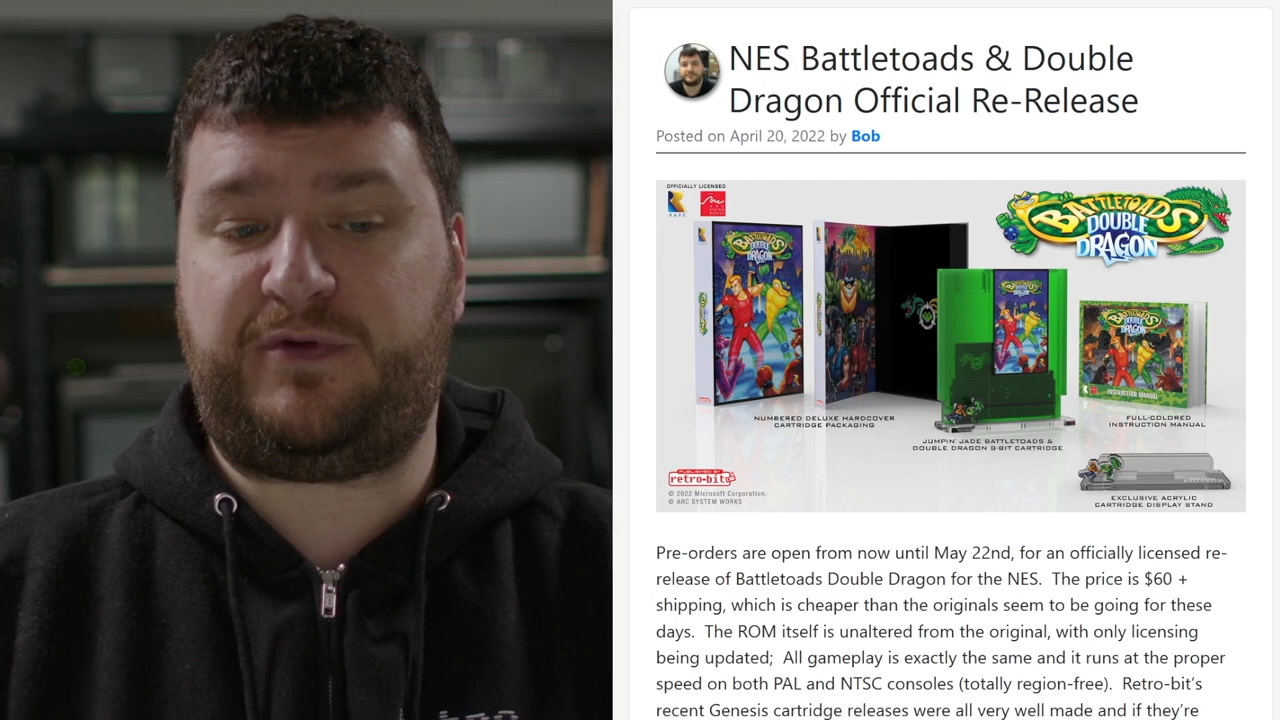 NES Battletoads & Double
Dragon Official Re-Release
Posted on April 20, 2022 by Bob
OFFICIALLY LICENSED
RARE
BATTLETOADS
DOUBLE
DRAGON
NUMBERED DELUXE HARDCOVER
CARTRIDGE PACKAGING
JUMPIN' JADE BATTLETOADS &
DOUBLE DRAGON 8-BIT CARTRIDGE
FULL-COLORED
INSTRUCTION MANUAL
INSTRUCTION MANUAL
PUBLISHED BY
retro-bit
© 2022 Microsoft Corporation.
© ARC SYSTEM WORKS
EXCLUSIVE ACRYLIC
CARTRIDGE DISPLAY STAND
Pre-orders are open from now until May 22nd, for an officially licensed re-
release of Battletoads Double Dragon for the NES. The price is $60 +
shipping, which is cheaper than the originals seem to be going for these
days. The ROM itself is unaltered from the original, with only licensing
being updated; All gameplay is exactly the same and it runs at the proper
speed on both PAL and NTSC consoles (totally region-free). Retro-bit's
recent Genesis cartridge releases were all very well made and if they're